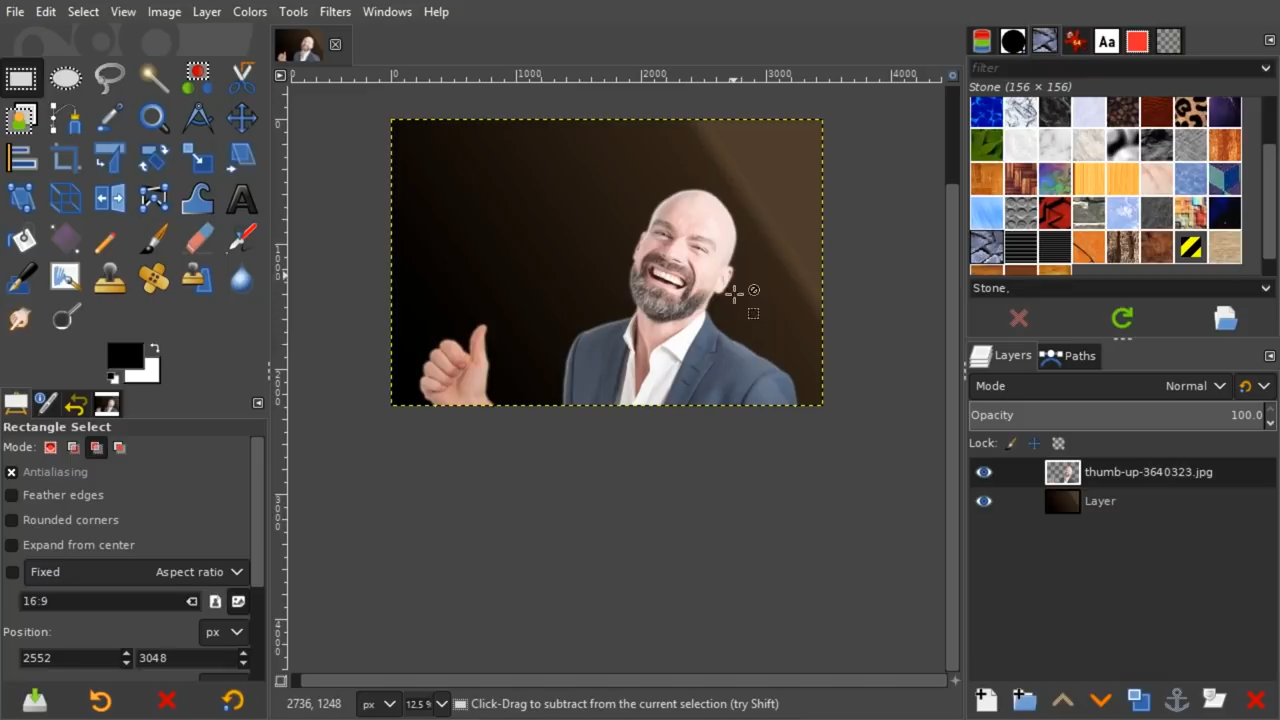 File Edit Select View Image Layer Colors Tools Filters Windows Help
0 1000 2000 3000 4000
filter
Stone (156 × 156)
Aa
Stone,
Layers Paths
Mode Normal
Opacity 100.0
Lock:
thumb-up-3640323.jpg
Layer
Rectangle Select
Mode:
Antialiasing
Feather edges
Rounded corners
Expand from center
Fixed Aspect ratio
16:9
Position: px
2552 3048
2736, 1248 px 12.5 % Click-Drag to subtract from the current selection (try Shift)